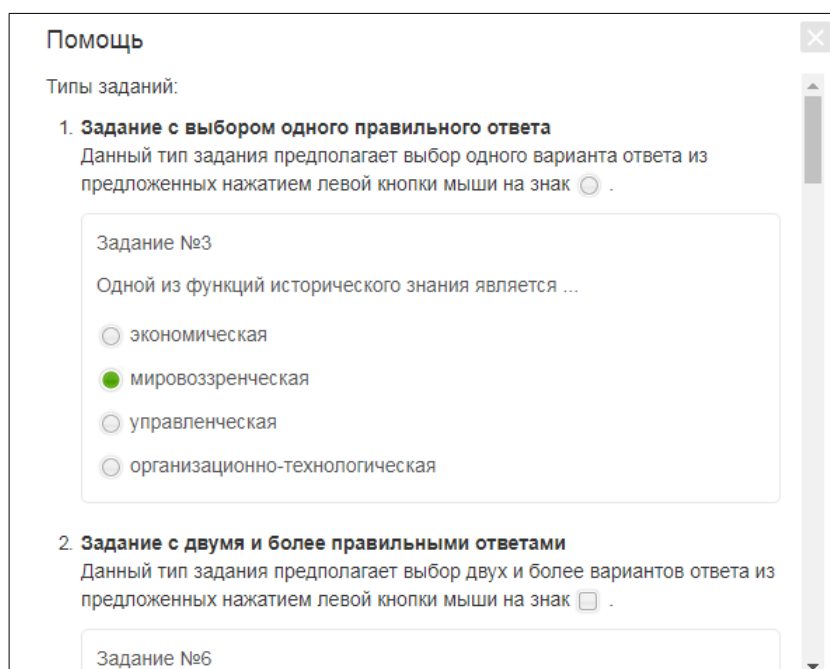 Помощь
Типы заданий:
1. Задание с выбором одного правильного ответа
Данный тип задания предполагает выбор одного варианта ответа из
предложенных нажатием левой кнопки мыши на знак .
Задание №3
Одной из функций исторического знания является ...
экономическая
мировоззренческая
управленческая
организационно-технологическая
2. Задание с двумя и более правильными ответами
Данный тип задания предполагает выбор двух и более вариантов ответа из
предложенных нажатием левой кнопки мыши на знак .
Задание №6